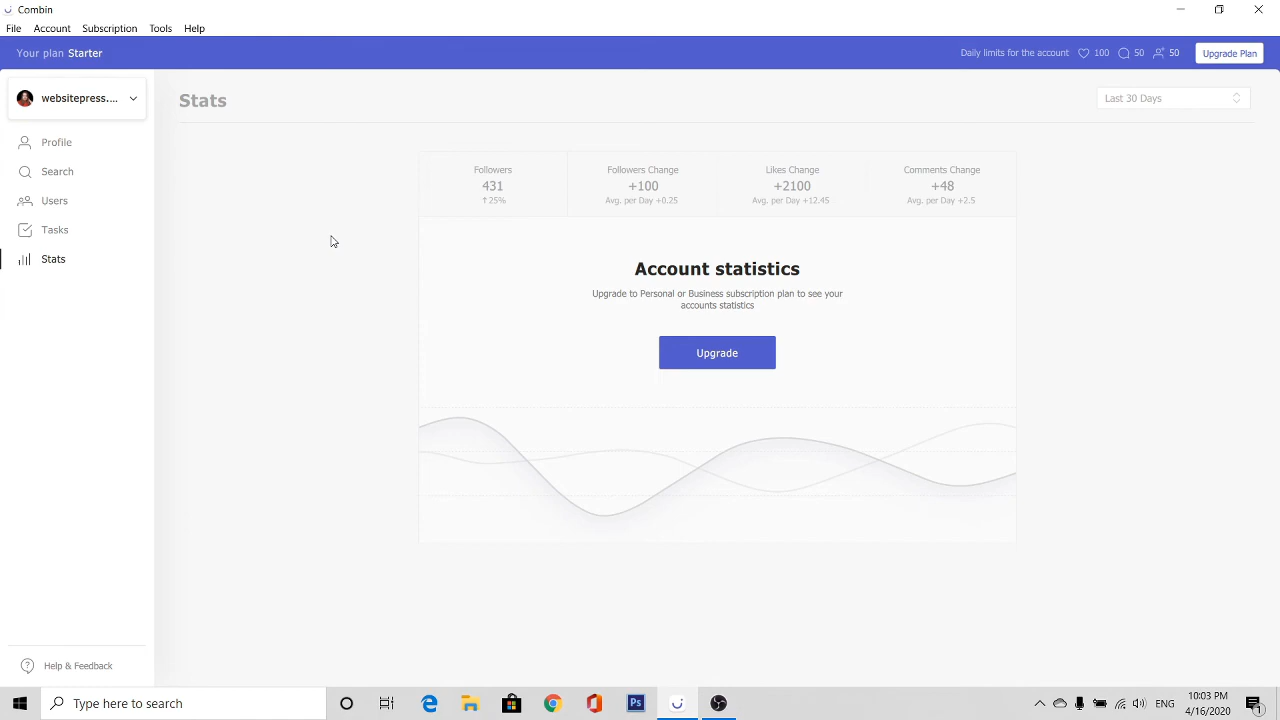 Combin
File Account Subscription Tools Help
Your plan Starter
Daily limits for the account 100 50 50 Upgrade Plan
websitepress....
Stats
Last 30 Days
Profile
Search
Users
Tasks
Stats
Followers
431
↑25%
Followers Change
+100
Avg. per Day +0.25
Likes Change
+2100
Avg. per Day +12.45
Comments Change
+48
Avg. per Day +2.5
Account statistics
Upgrade to Personal or Business subscription plan to see your
accounts statistics
Upgrade
Help & Feedback
Type here to search
Ps
ENG
10:03 PM
4/16/2020
1